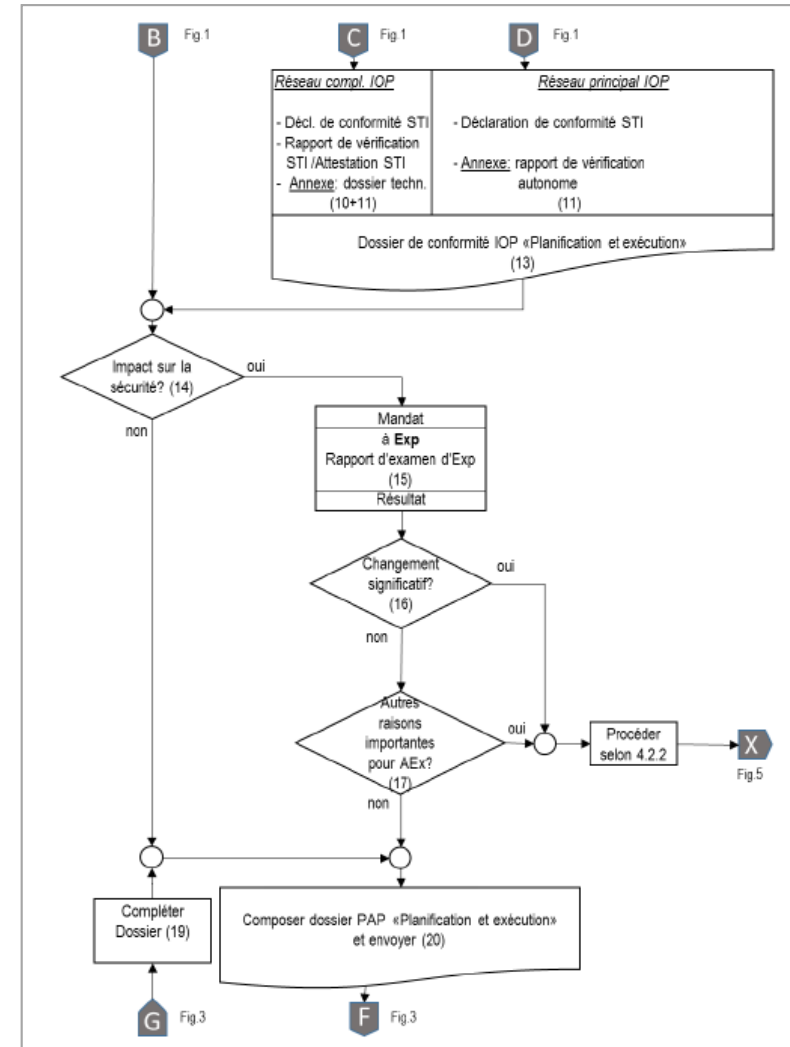 B Fig.1
C Fig.1
D Fig.1
Réseau compl. IOP
- Décl. de conformité STI
- Rapport de vérification
STI /Attestation STI
- Annexe: dossier techn.
(10+11)
Réseau principal IOP
- Déclaration de conformité STI
- Annexe: rapport de vérification
autonome
(11)
Dossier de conformité IOP «Planification et exécution»
(13)
Impact sur la
sécurité? (14)
oui
non
Mandat
à Exp
Rapport d'examen d'Exp
(15)
Résultat
Changement
significatif?
(16)
oui
non
Autres
raisons
importantes
pour AEx?
(17)
oui
non
Procéder
selon 4.2.2
X
Fig.5
Compléter
Dossier (19)
Composer dossier PAP «Planification et exécution»
et envoyer (20)
G Fig.3
F Fig.3